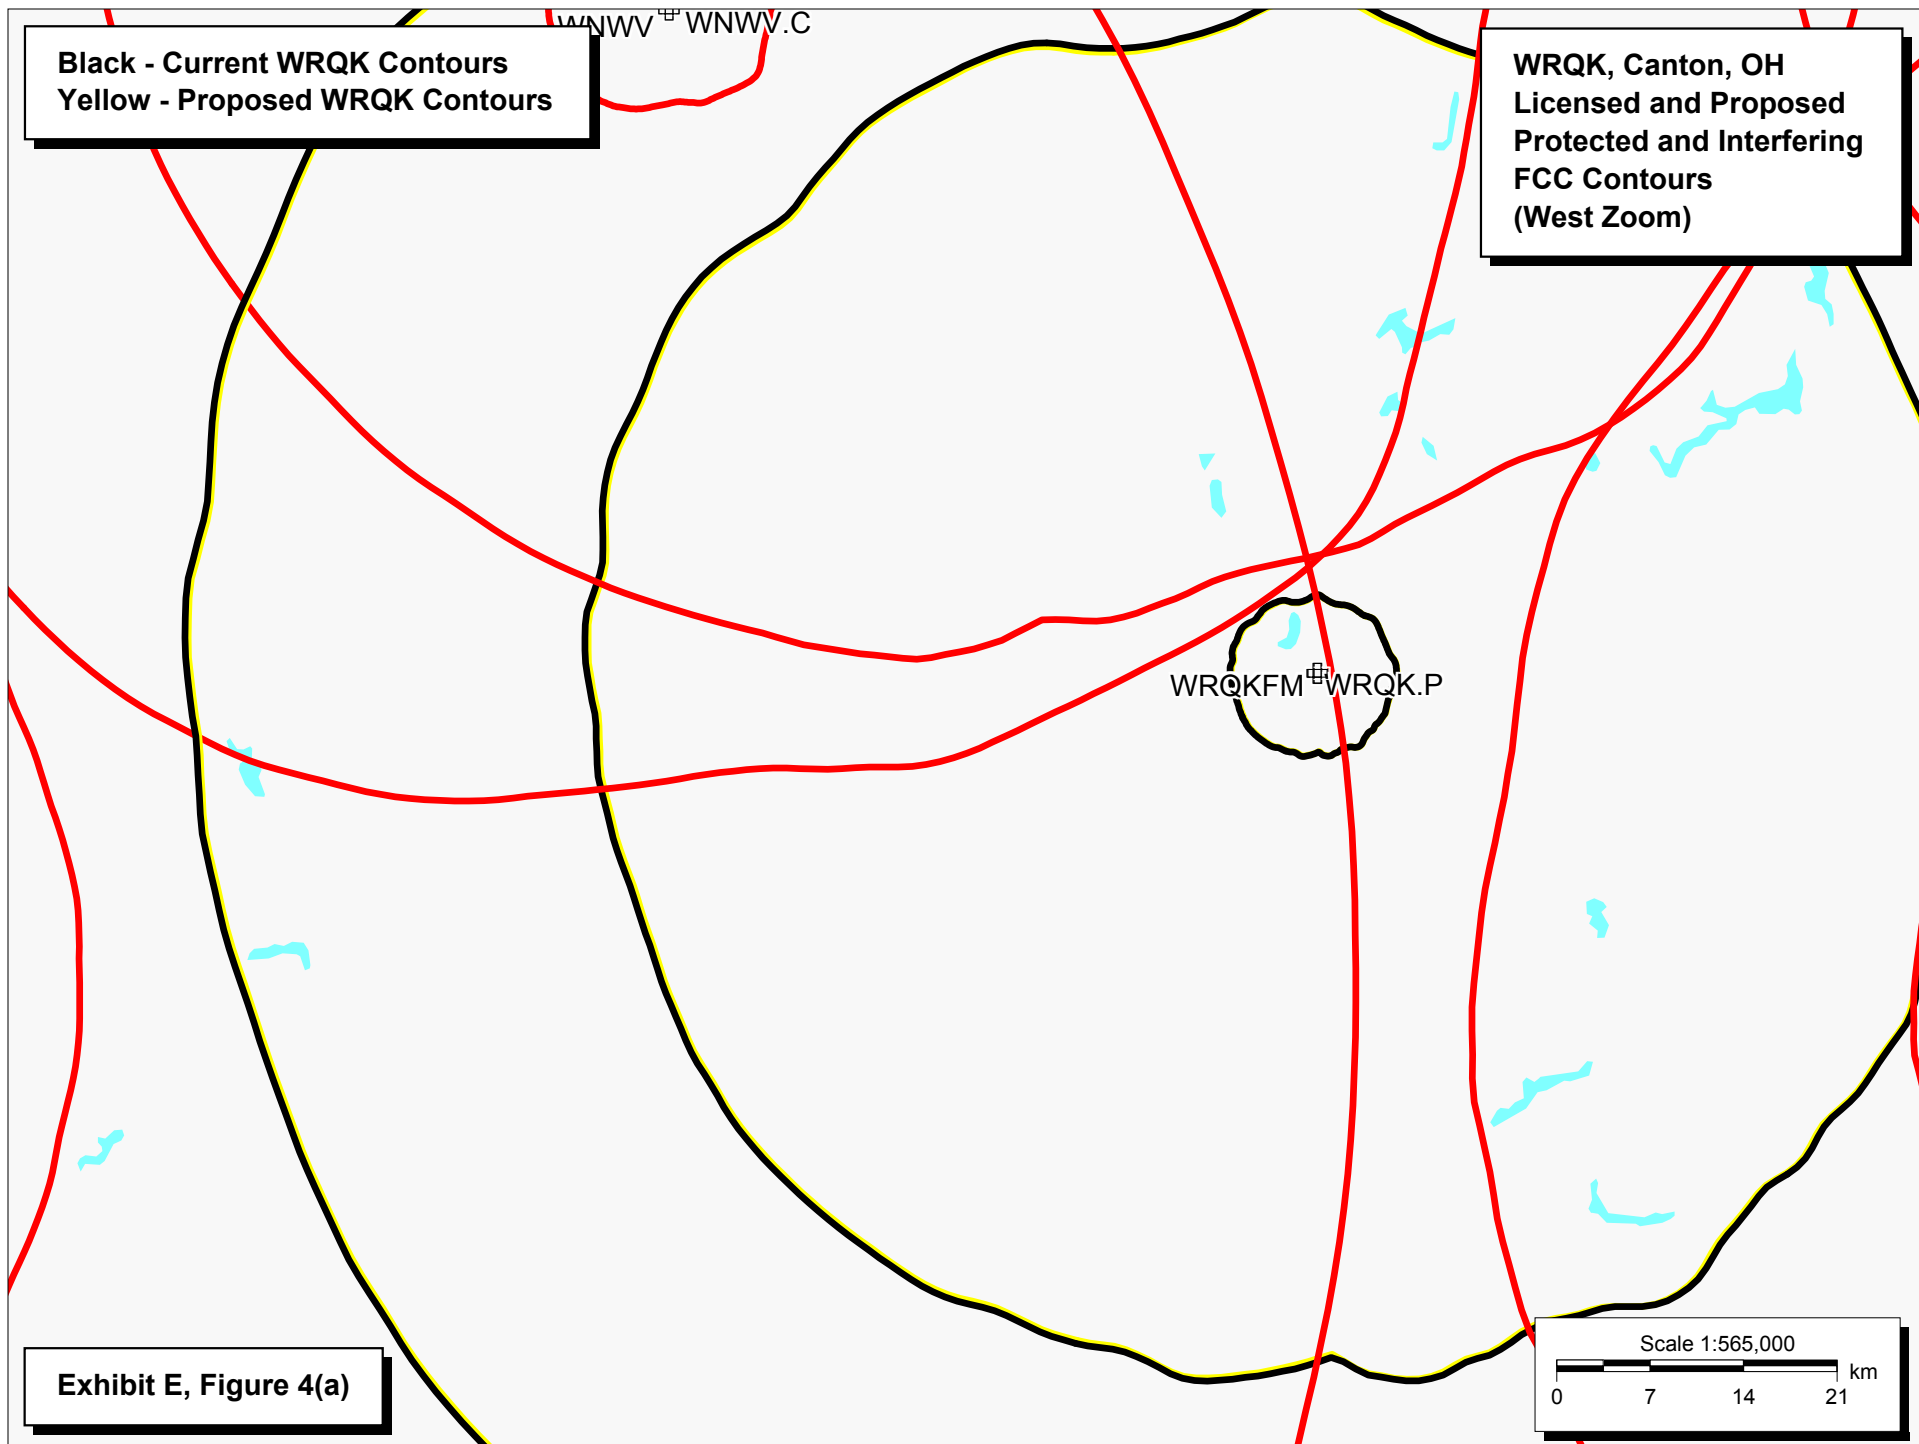 WNWV WNWV.C
Black - Current WRQK Contours
Yellow - Proposed WRQK Contours
WRQK, Canton, OH
Licensed and Proposed
Protected and Interfering
FCC Contours
(West Zoom)
WRQKFM WRQK.P
Exhibit E, Figure 4(a)
Scale 1:565,000
km
0 7 14 21